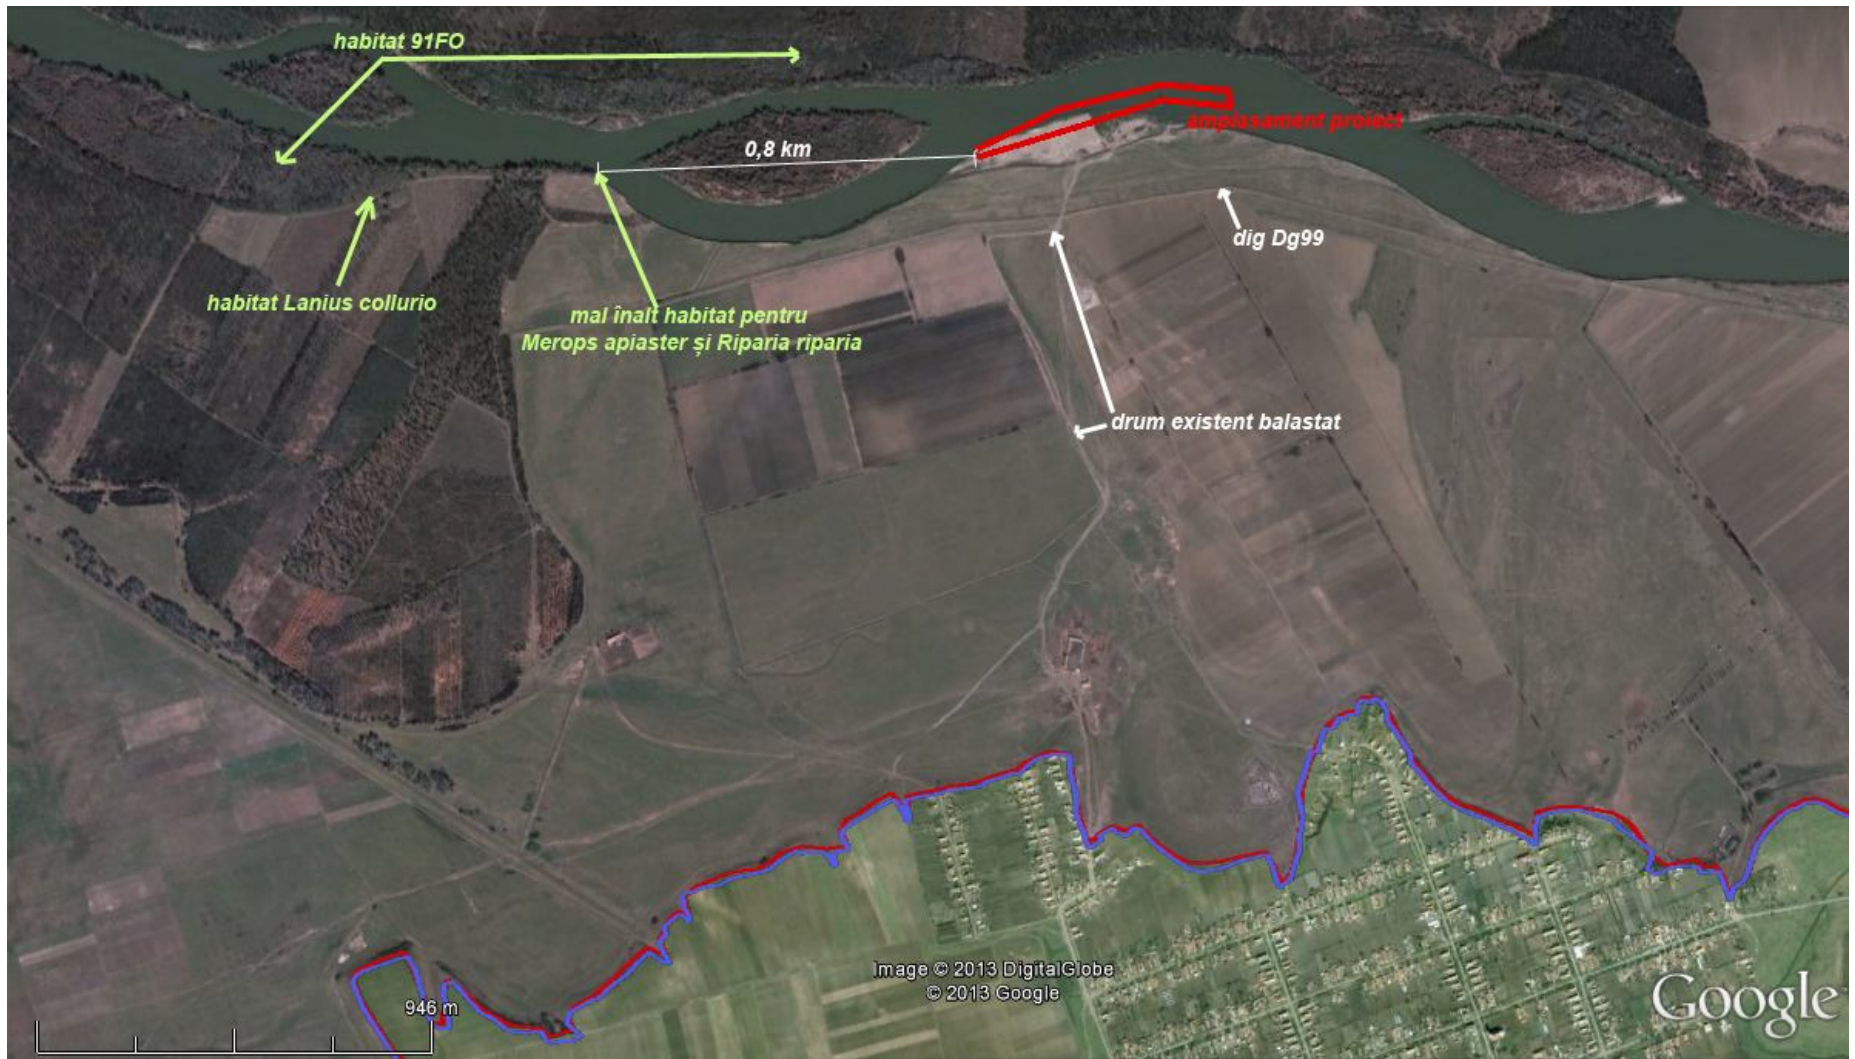 habitat 91FO
amplasament proiect
0,8 km
dig Dg99
habitat Lanius collurio
mal înalt habitat pentru
Merops apiaster și Riparia riparia
drum existent balastat
Image © 2013 DigitalGlobe
© 2013 Google
Google
946 m